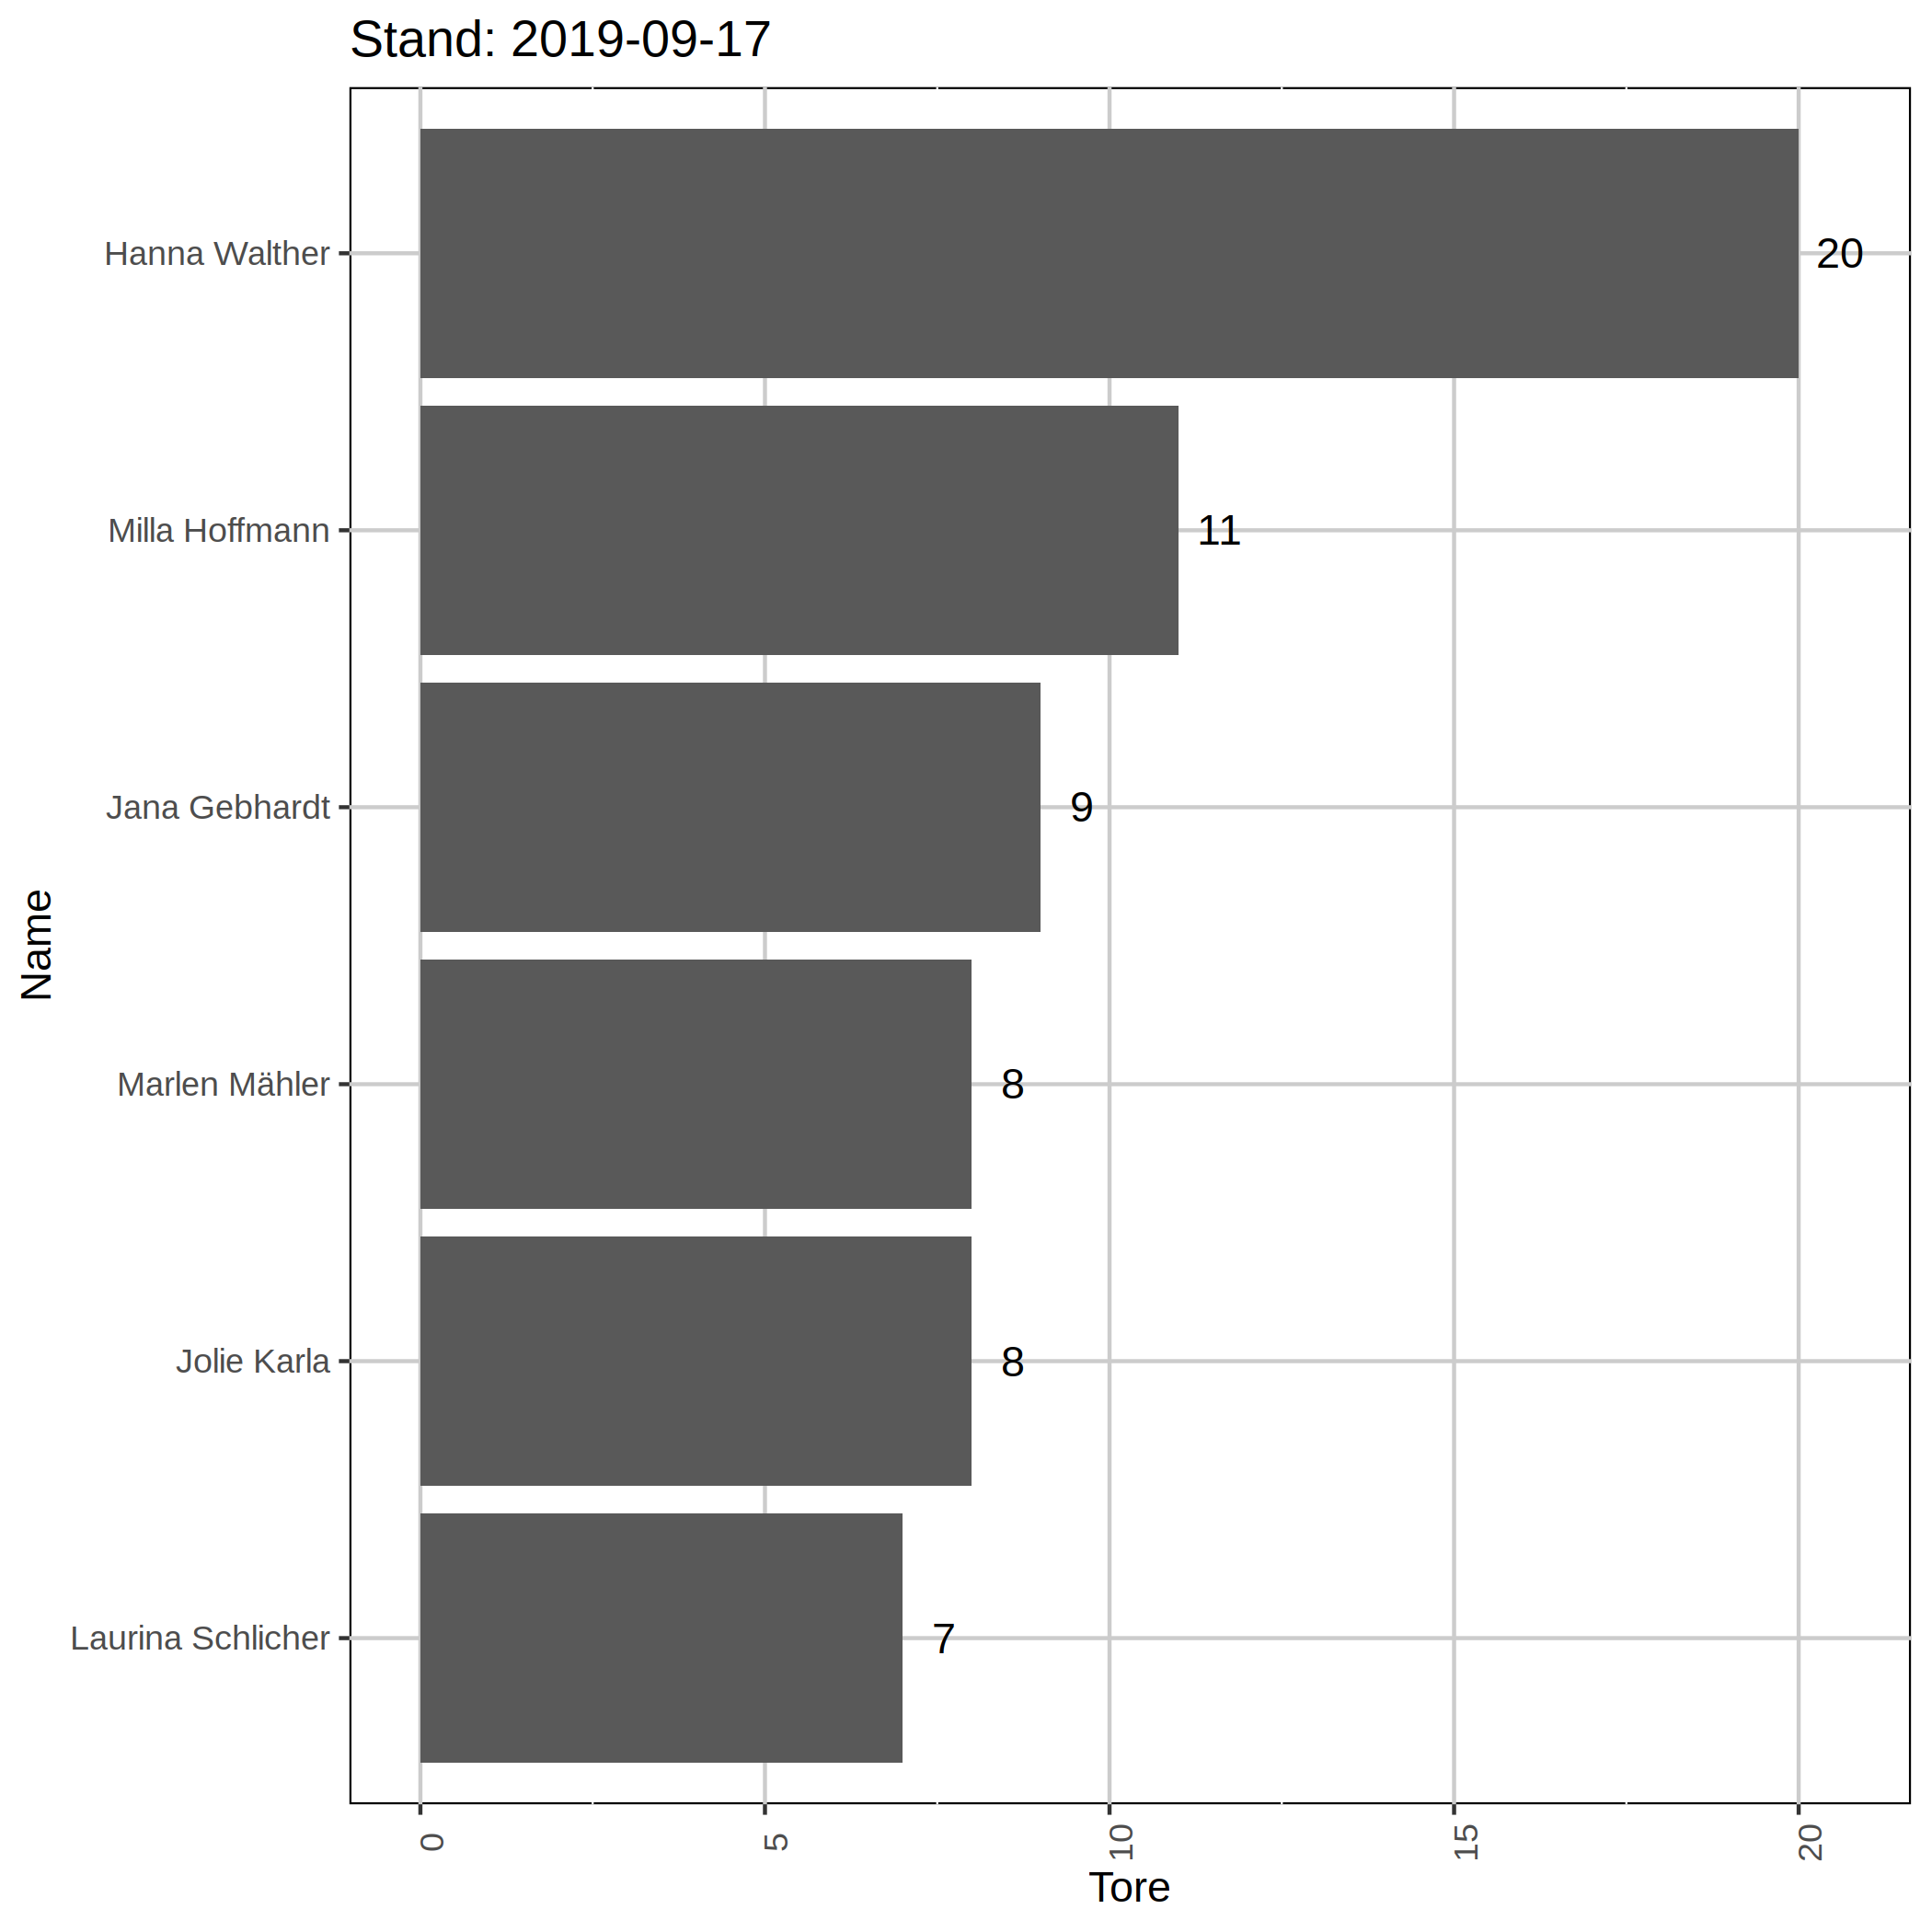 Stand: 2019-09-17
Hanna Walther
20
Milla Hoffmann
11
Jana Gebhardt
9
Name
Marlen Mähler
8
Jolie Karla
8
Laurina Schlicher
7
0 5 10 15 20
Tore